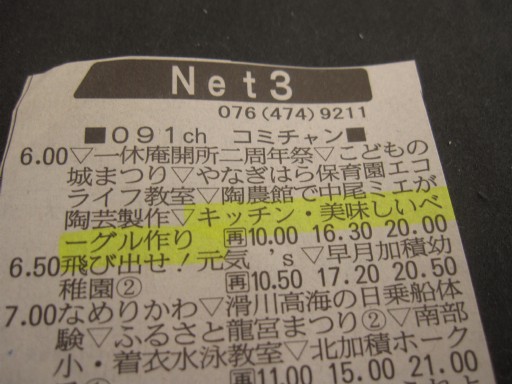 Net3
076(474)9211
■091ch コミチャン■
6.00▽一休庵開所二周年祭▽こどもの
城まつり▽やなぎはら保育園エコ
ライフ教室▽陶農館で中尾ミエが
陶芸製作▽キッチン・美味しいベ
ーグル作り 再10.00 16.30 20.00
6.50飛び出せ!元気's▽早月加積幼
稚園② 再10.50 17.20 20.50
7.00なめりかわ▽滑川高海の日乗船体
験▽ふるさと龍宮まつり②▽南部
小・着衣水泳教室▽北加積ホーク
再11.00 15.00 21.00